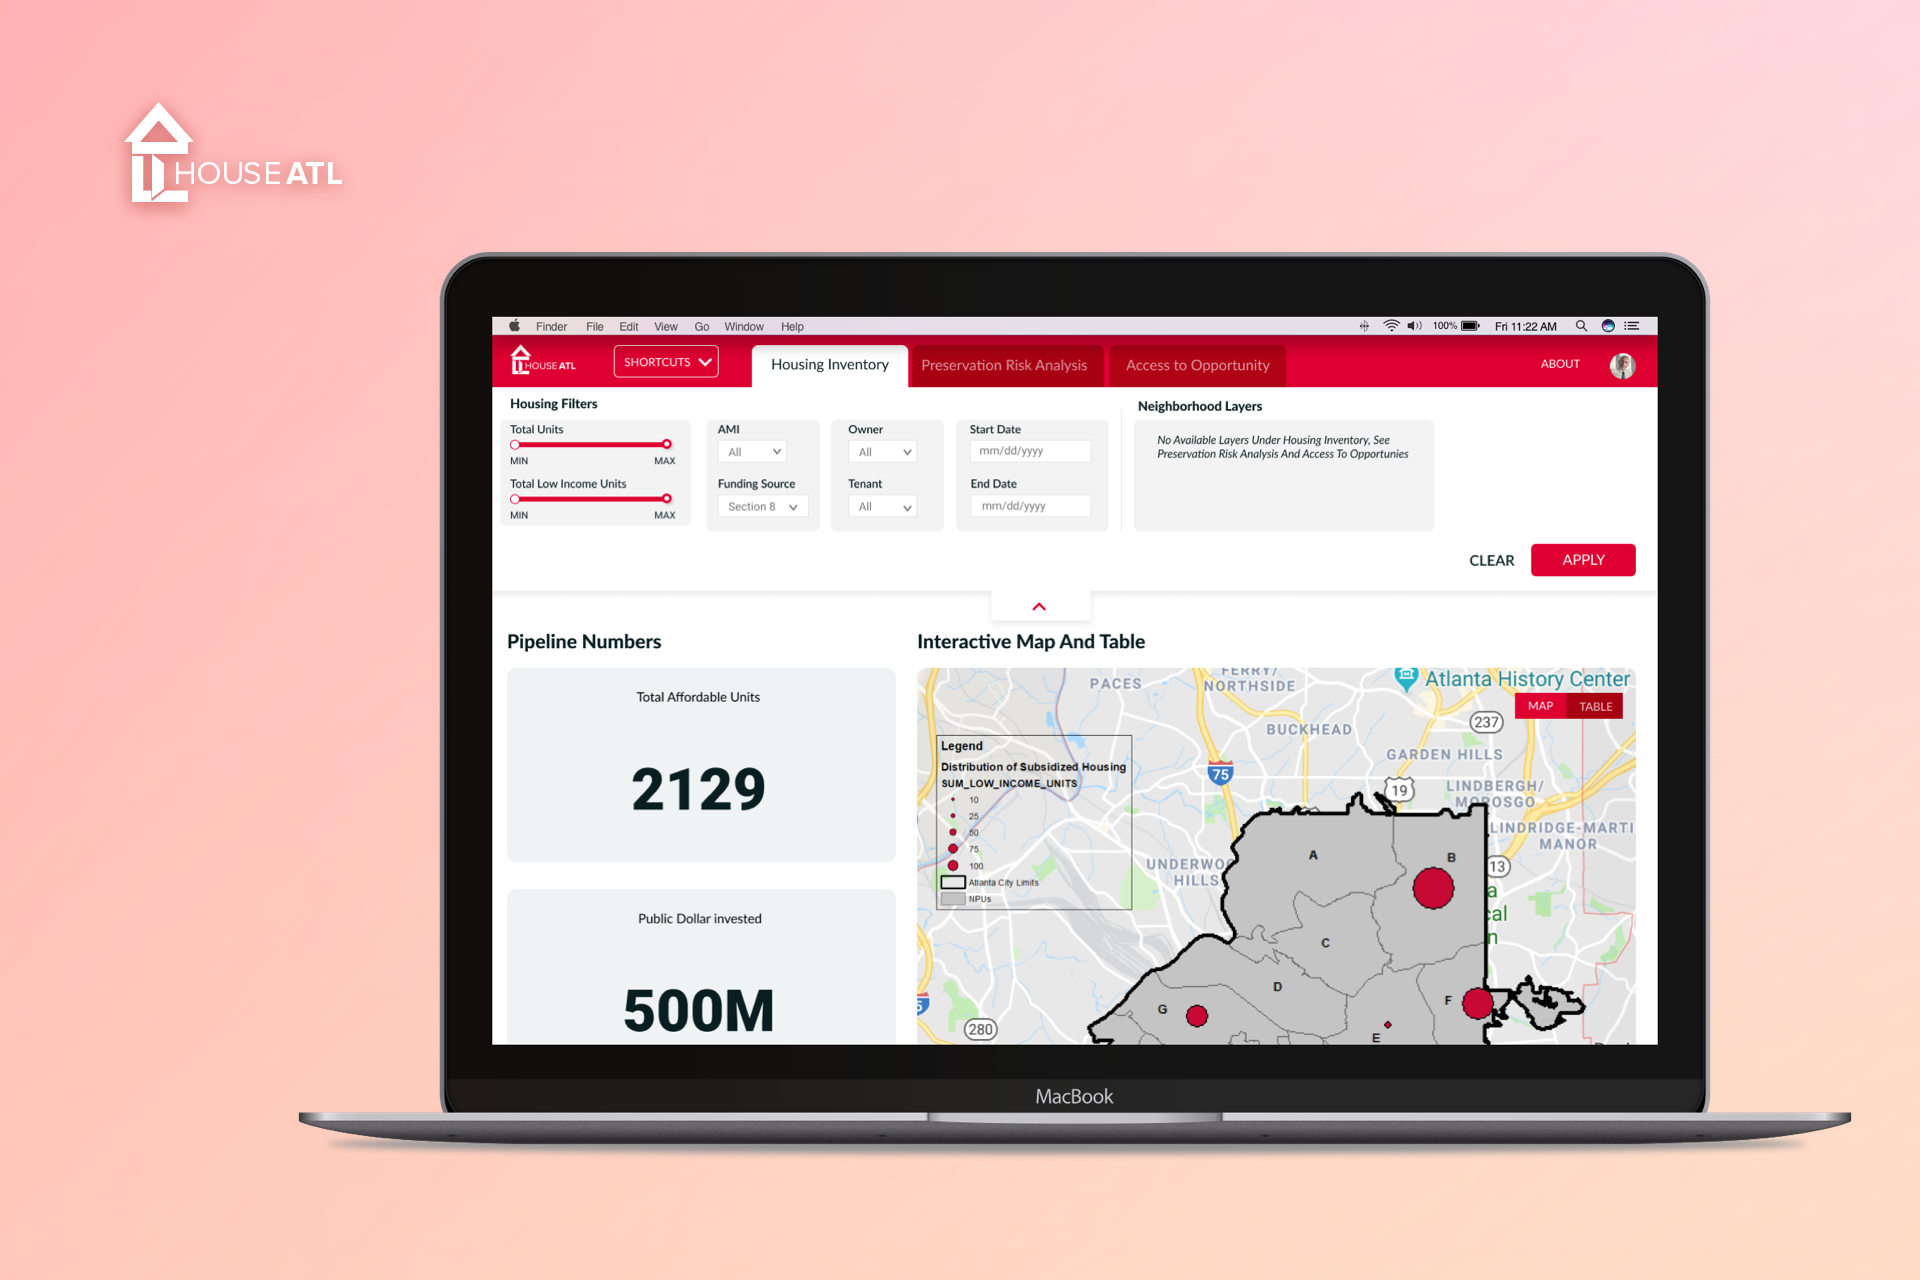 HOUSE ATL
Finder File Edit View Go Window Help
100% Fri 11:22 AM
HOUSE ATL
SHORTCUTS
Housing Inventory
Preservation Risk Analysis
Access to Opportunity
ABOUT
Housing Filters
Total Units
MIN MAX
Total Low Income Units
MIN MAX
AMI
All
Funding Source
Section 8
Owner
All
Tenant
All
Start Date
mm/dd/yyyy
End Date
mm/dd/yyyy
Neighborhood Layers
No Available Layers Under Housing Inventory, See
Preservation Risk Analysis And Access To Opportunies
CLEAR
APPLY
Pipeline Numbers
Total Affordable Units
2129
Public Dollar invested
500M
Interactive Map And Table
MAP
TABLE
Legend
Distribution of Subsidized Housing
SUM_LOW_INCOME_UNITS
10
25
50
75
100
Atlanta City Limits
NPUs
PACES
FERRY/
NORTHSIDE
Atlanta History Center
237
BUCKHEAD
GARDEN HILLS
75
19
LINDBERGH/
MOROSGO
LINDRIDGE-MARTI
MANOR
UNDERWOO
HILLS
13
A
B
a
cal
n
C
D
G
F
E
280
MacBook